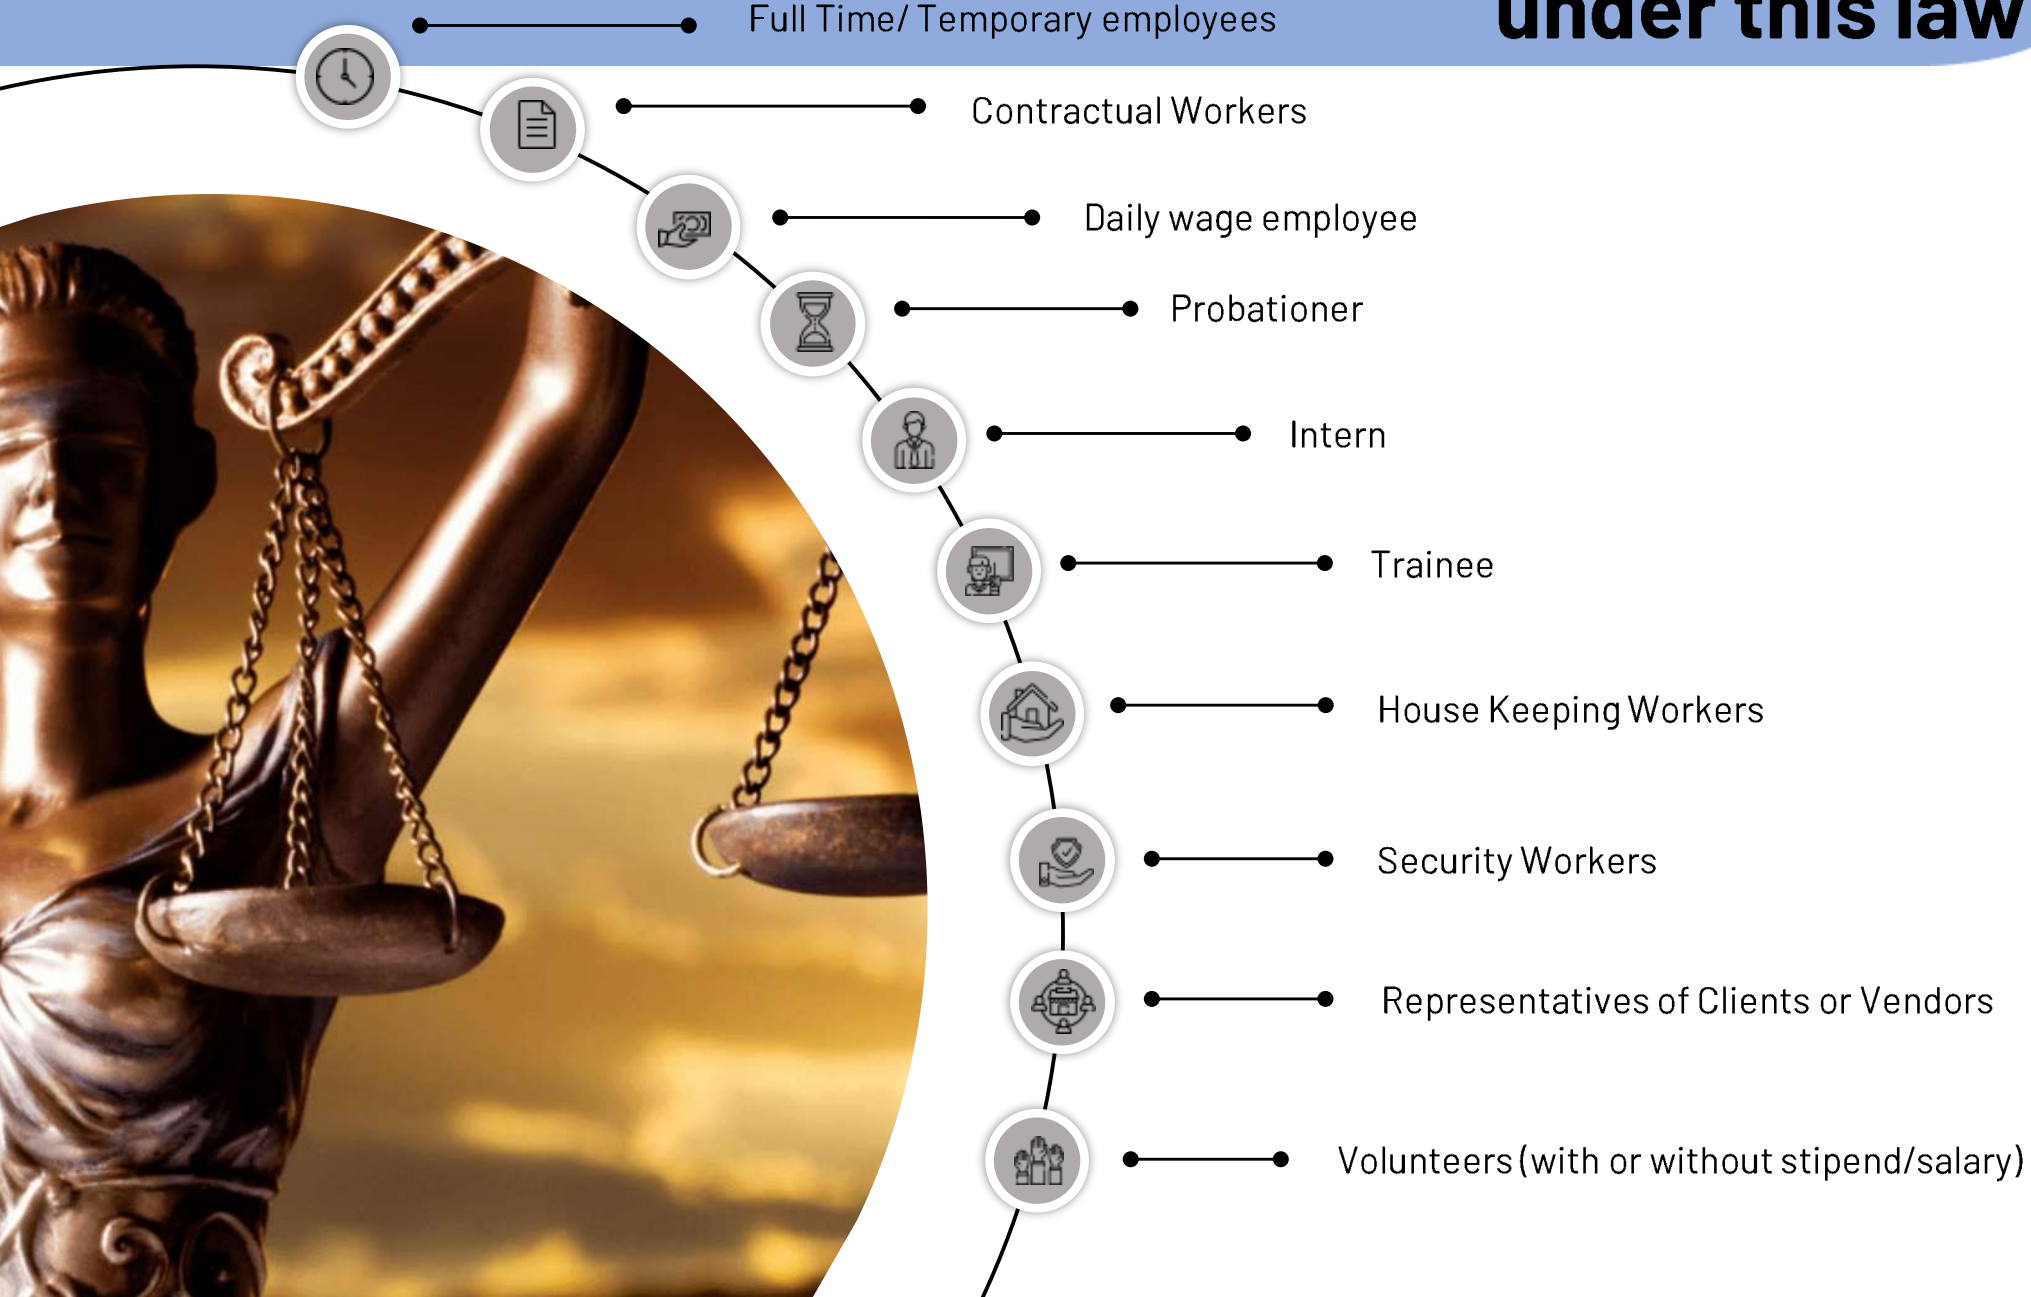 under this law
Full Time/ Temporary employees
Contractual Workers
Daily wage employee
Probationer
Intern
Trainee
House Keeping Workers
Security Workers
Representatives of Clients or Vendors
Volunteers (with or without stipend/salary)